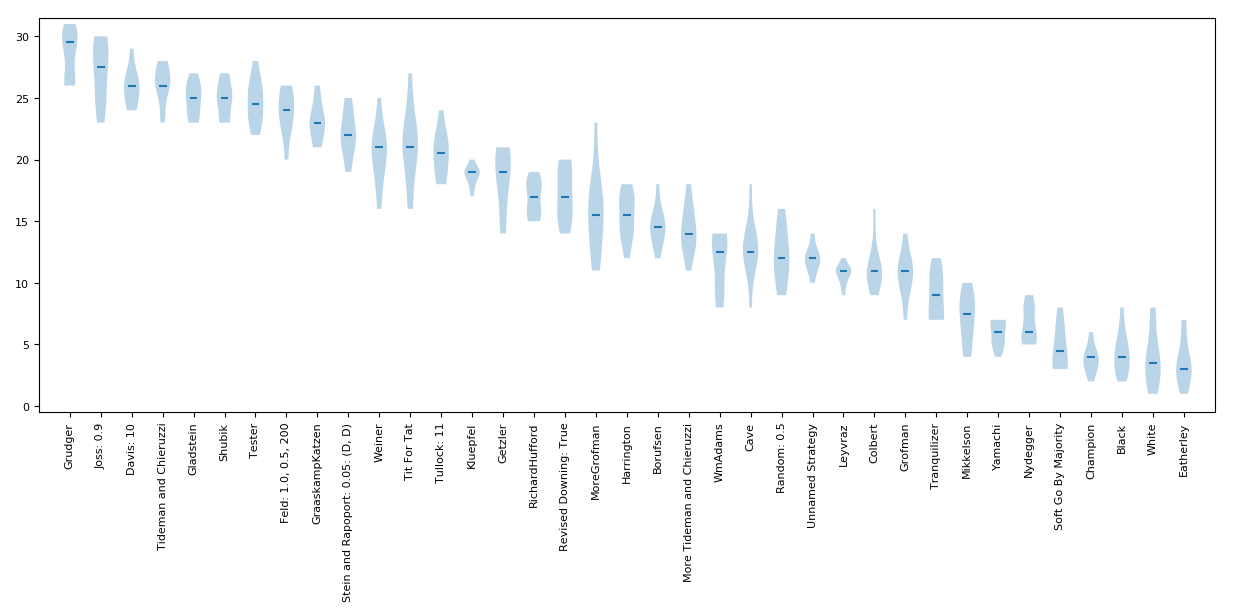 30
25
20
15
10
5
0
Grudger
Joss: 0.9
Davis: 10
Tideman and Chieruzzi
Gladstein
Shubik
Tester
Feld: 1.0, 0.5, 200
GraaskampKatzen
Stein and Rapoport: 0.05: (D, D)
Weiner
Tit For Tat
Tullock: 11
Kluepfel
Getzler
RichardHufford
Revised Downing: True
MoreGrofman
Harrington
Borufsen
More Tideman and Chieruzzi
WmAdams
Cave
Random: 0.5
Unnamed Strategy
Leyvraz
Colbert
Grofman
Tranquilizer
Mikkelson
Yamachi
Nydegger
Soft Go By Majority
Champion
Black
White
Eatherley